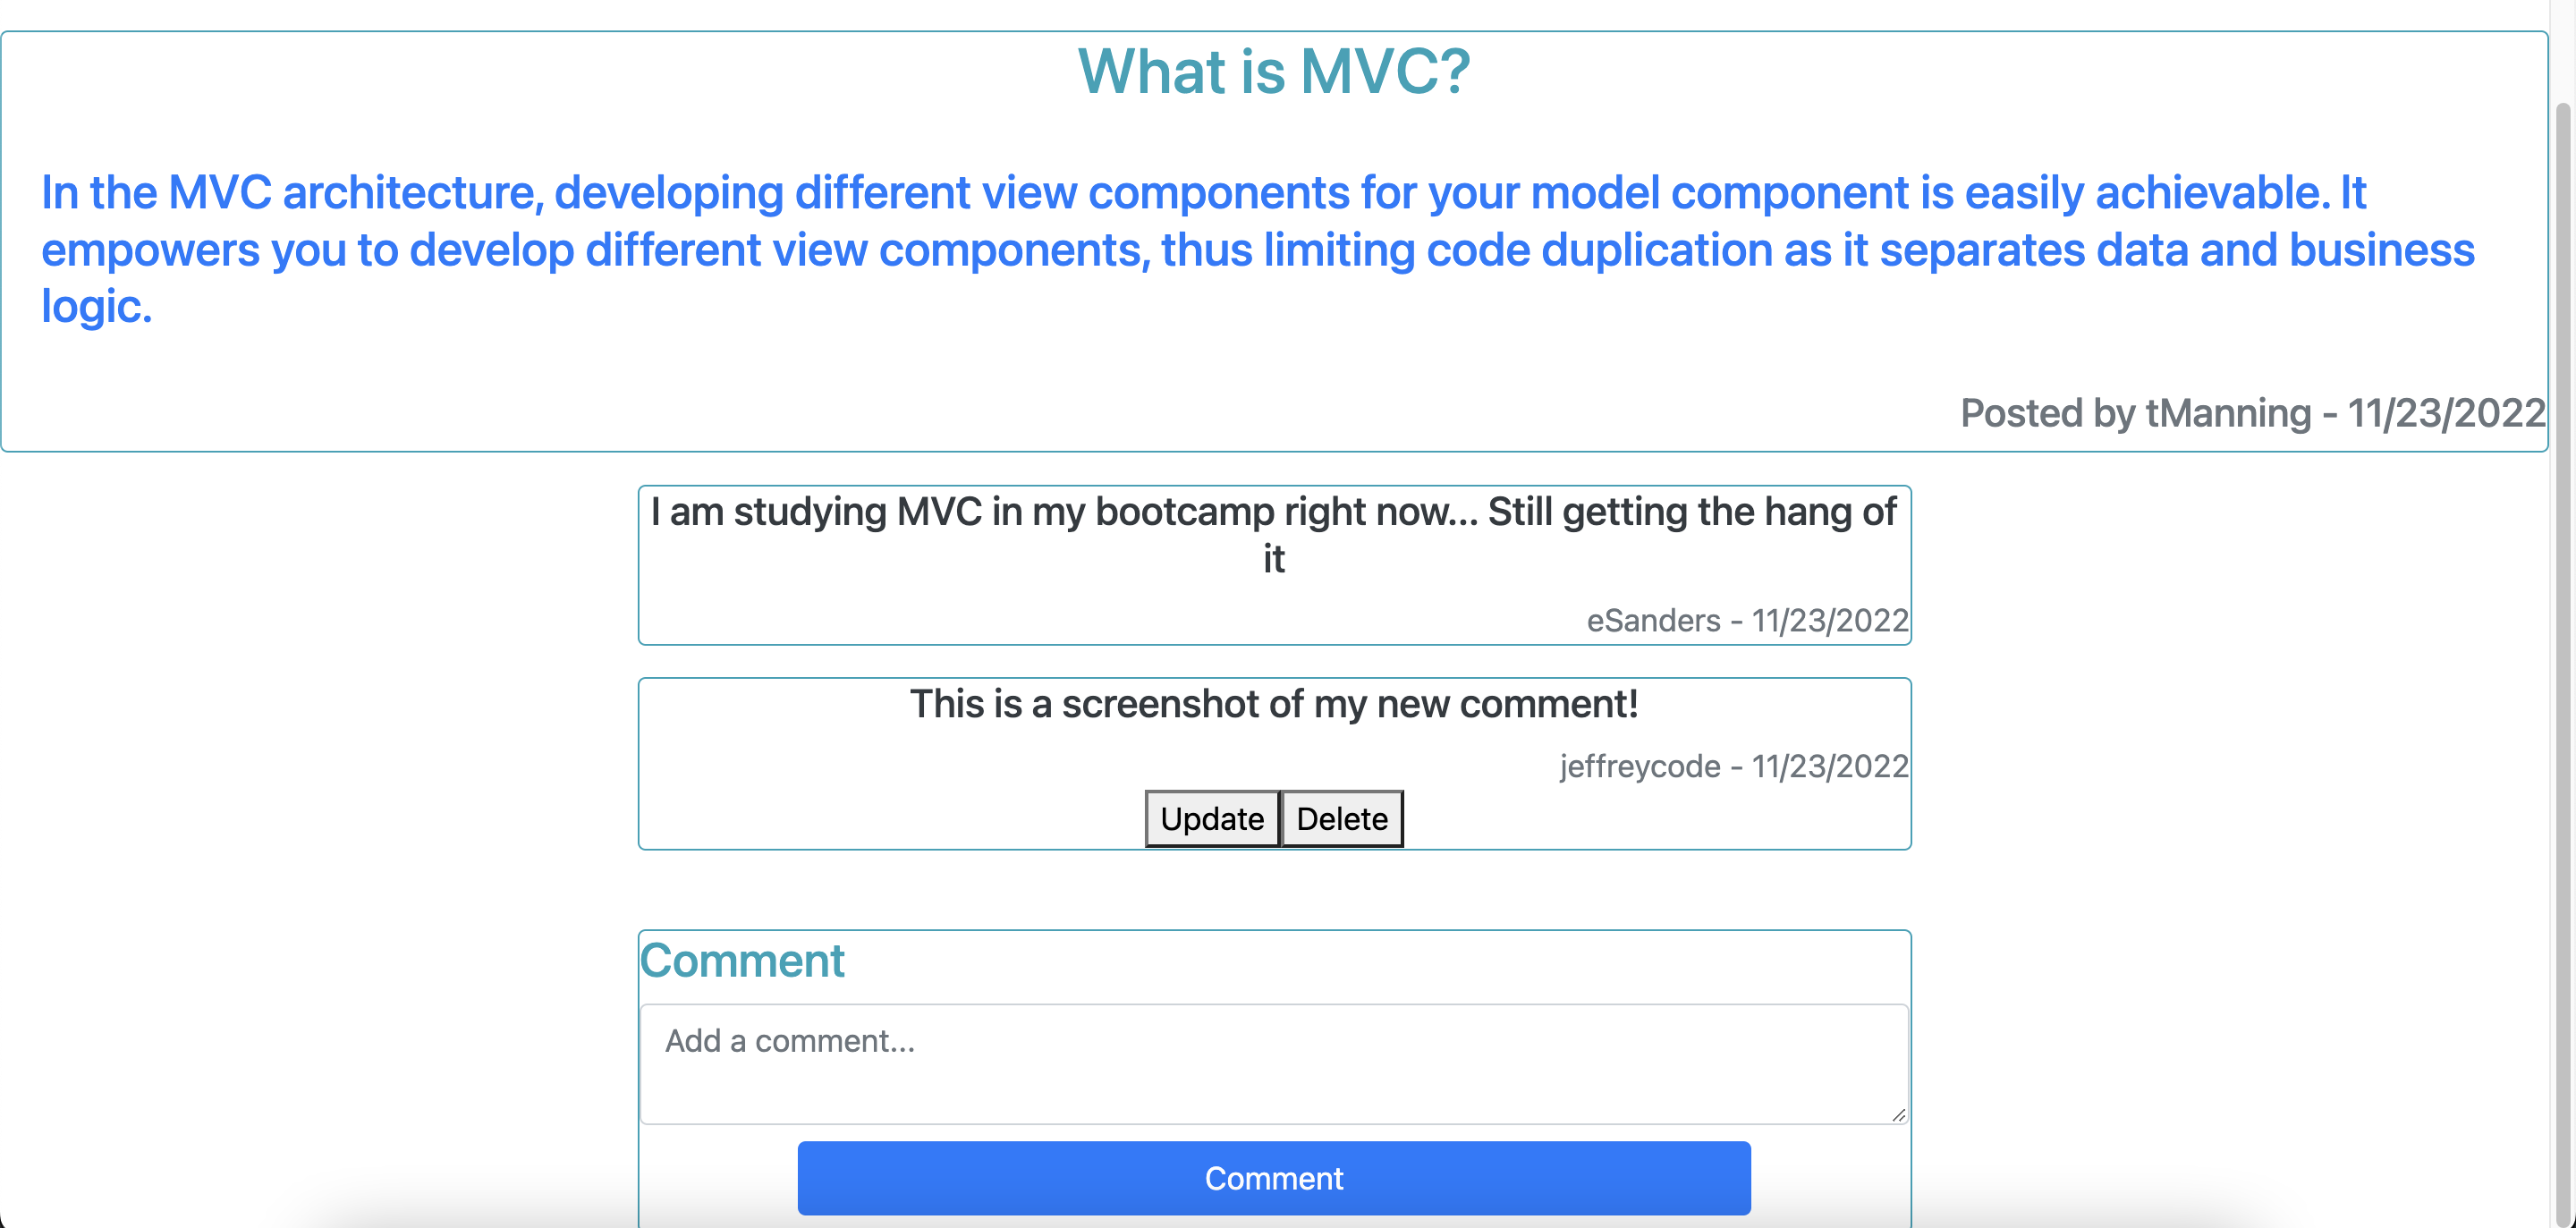 What is MVC?
In the MVC architecture, developing different view components for your model component is easily achievable. It
empowers you to develop different view components, thus limiting code duplication as it separates data and business
logic.
Posted by tManning - 11/23/2022
I am studying MVC in my bootcamp right now... Still getting the hang of
it
eSanders - 11/23/2022
This is a screenshot of my new comment!
jeffreycode - 11/23/2022
Update Delete
Comment
Add a comment...
Comment